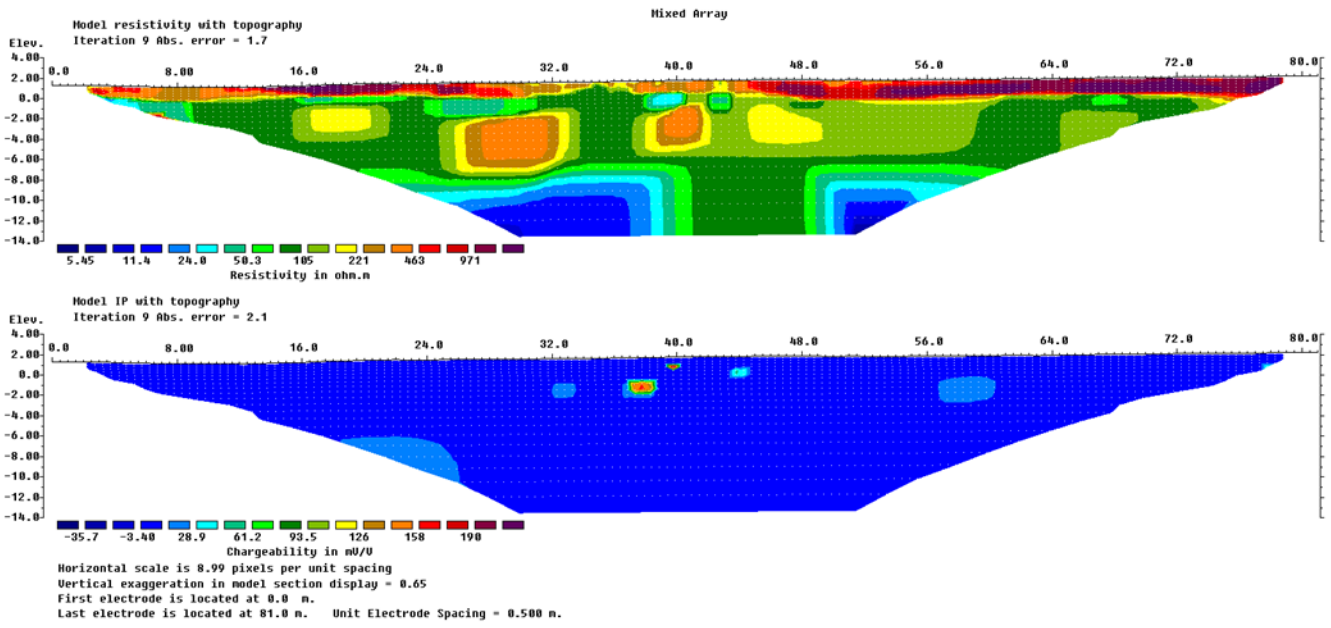 Mixed Array
Model resistivity with topography
Iteration 9 Abs. error = 1.7
Elev.
0.0 8.00 16.0 24.0 32.0 40.0 48.0 56.0 64.0 72.0 80.0
4.00
2.00
0.0
-2.00
-4.00
-6.00
-8.00
-10.0
-12.0
-14.0
5.45 11.4 24.0 50.3 105 221 463 971
Resistivity in ohm.m
Model IP with topography
Iteration 9 Abs. error = 2.1
Elev.
0.0 8.00 16.0 24.0 32.0 40.0 48.0 56.0 64.0 72.0 80.0
4.00
2.00
0.0
-2.00
-4.00
-6.00
-8.00
-10.0
-12.0
-14.0
-35.7 -3.40 28.9 61.2 93.5 126 158 190
Chargeability in mV/V
Horizontal scale is 8.99 pixels per unit spacing
Vertical exaggeration in model section display = 0.65
First electrode is located at 0.0 m.
Last electrode is located at 81.0 m. Unit Electrode Spacing = 0.500 m.